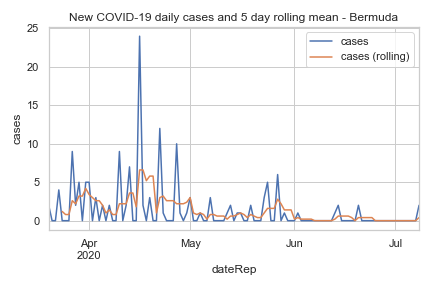 New COVID-19 daily cases and 5 day rolling mean - Bermuda
cases
cases (rolling)
25
20
15
10
5
0
cases
Apr
2020
May
Jun
Jul
dateRep